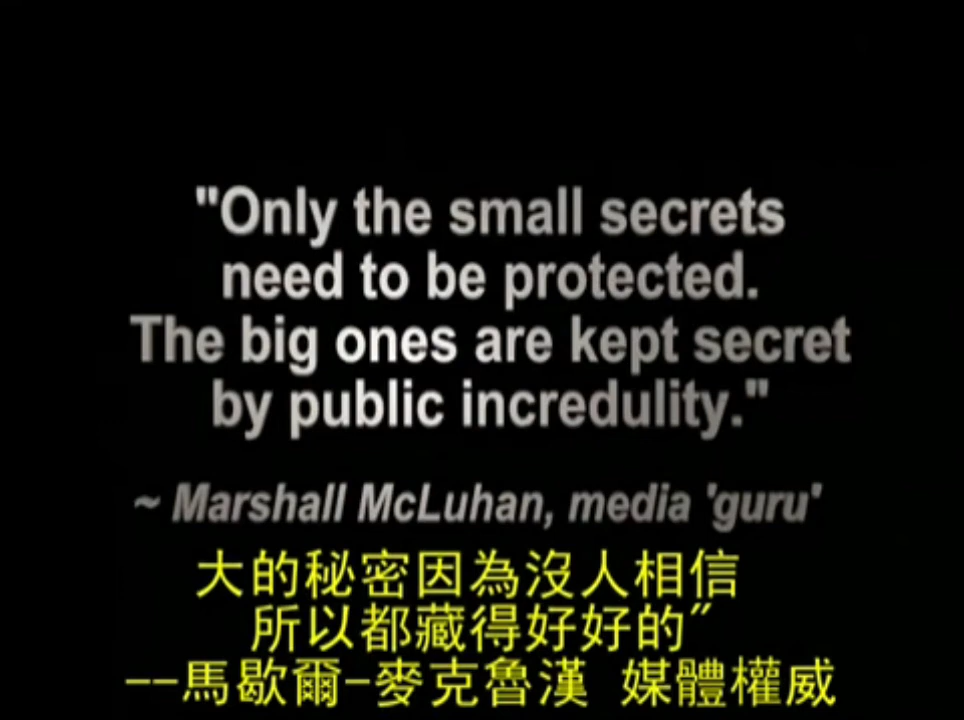 "Only the small secrets
need to be protected.
The big ones are kept secret
by public incredulity."
~ Marshall McLuhan, media 'guru'
大的秘密因為沒人相信
所以都藏得好好的"
--馬歇爾-麥克魯漢 媒體權威